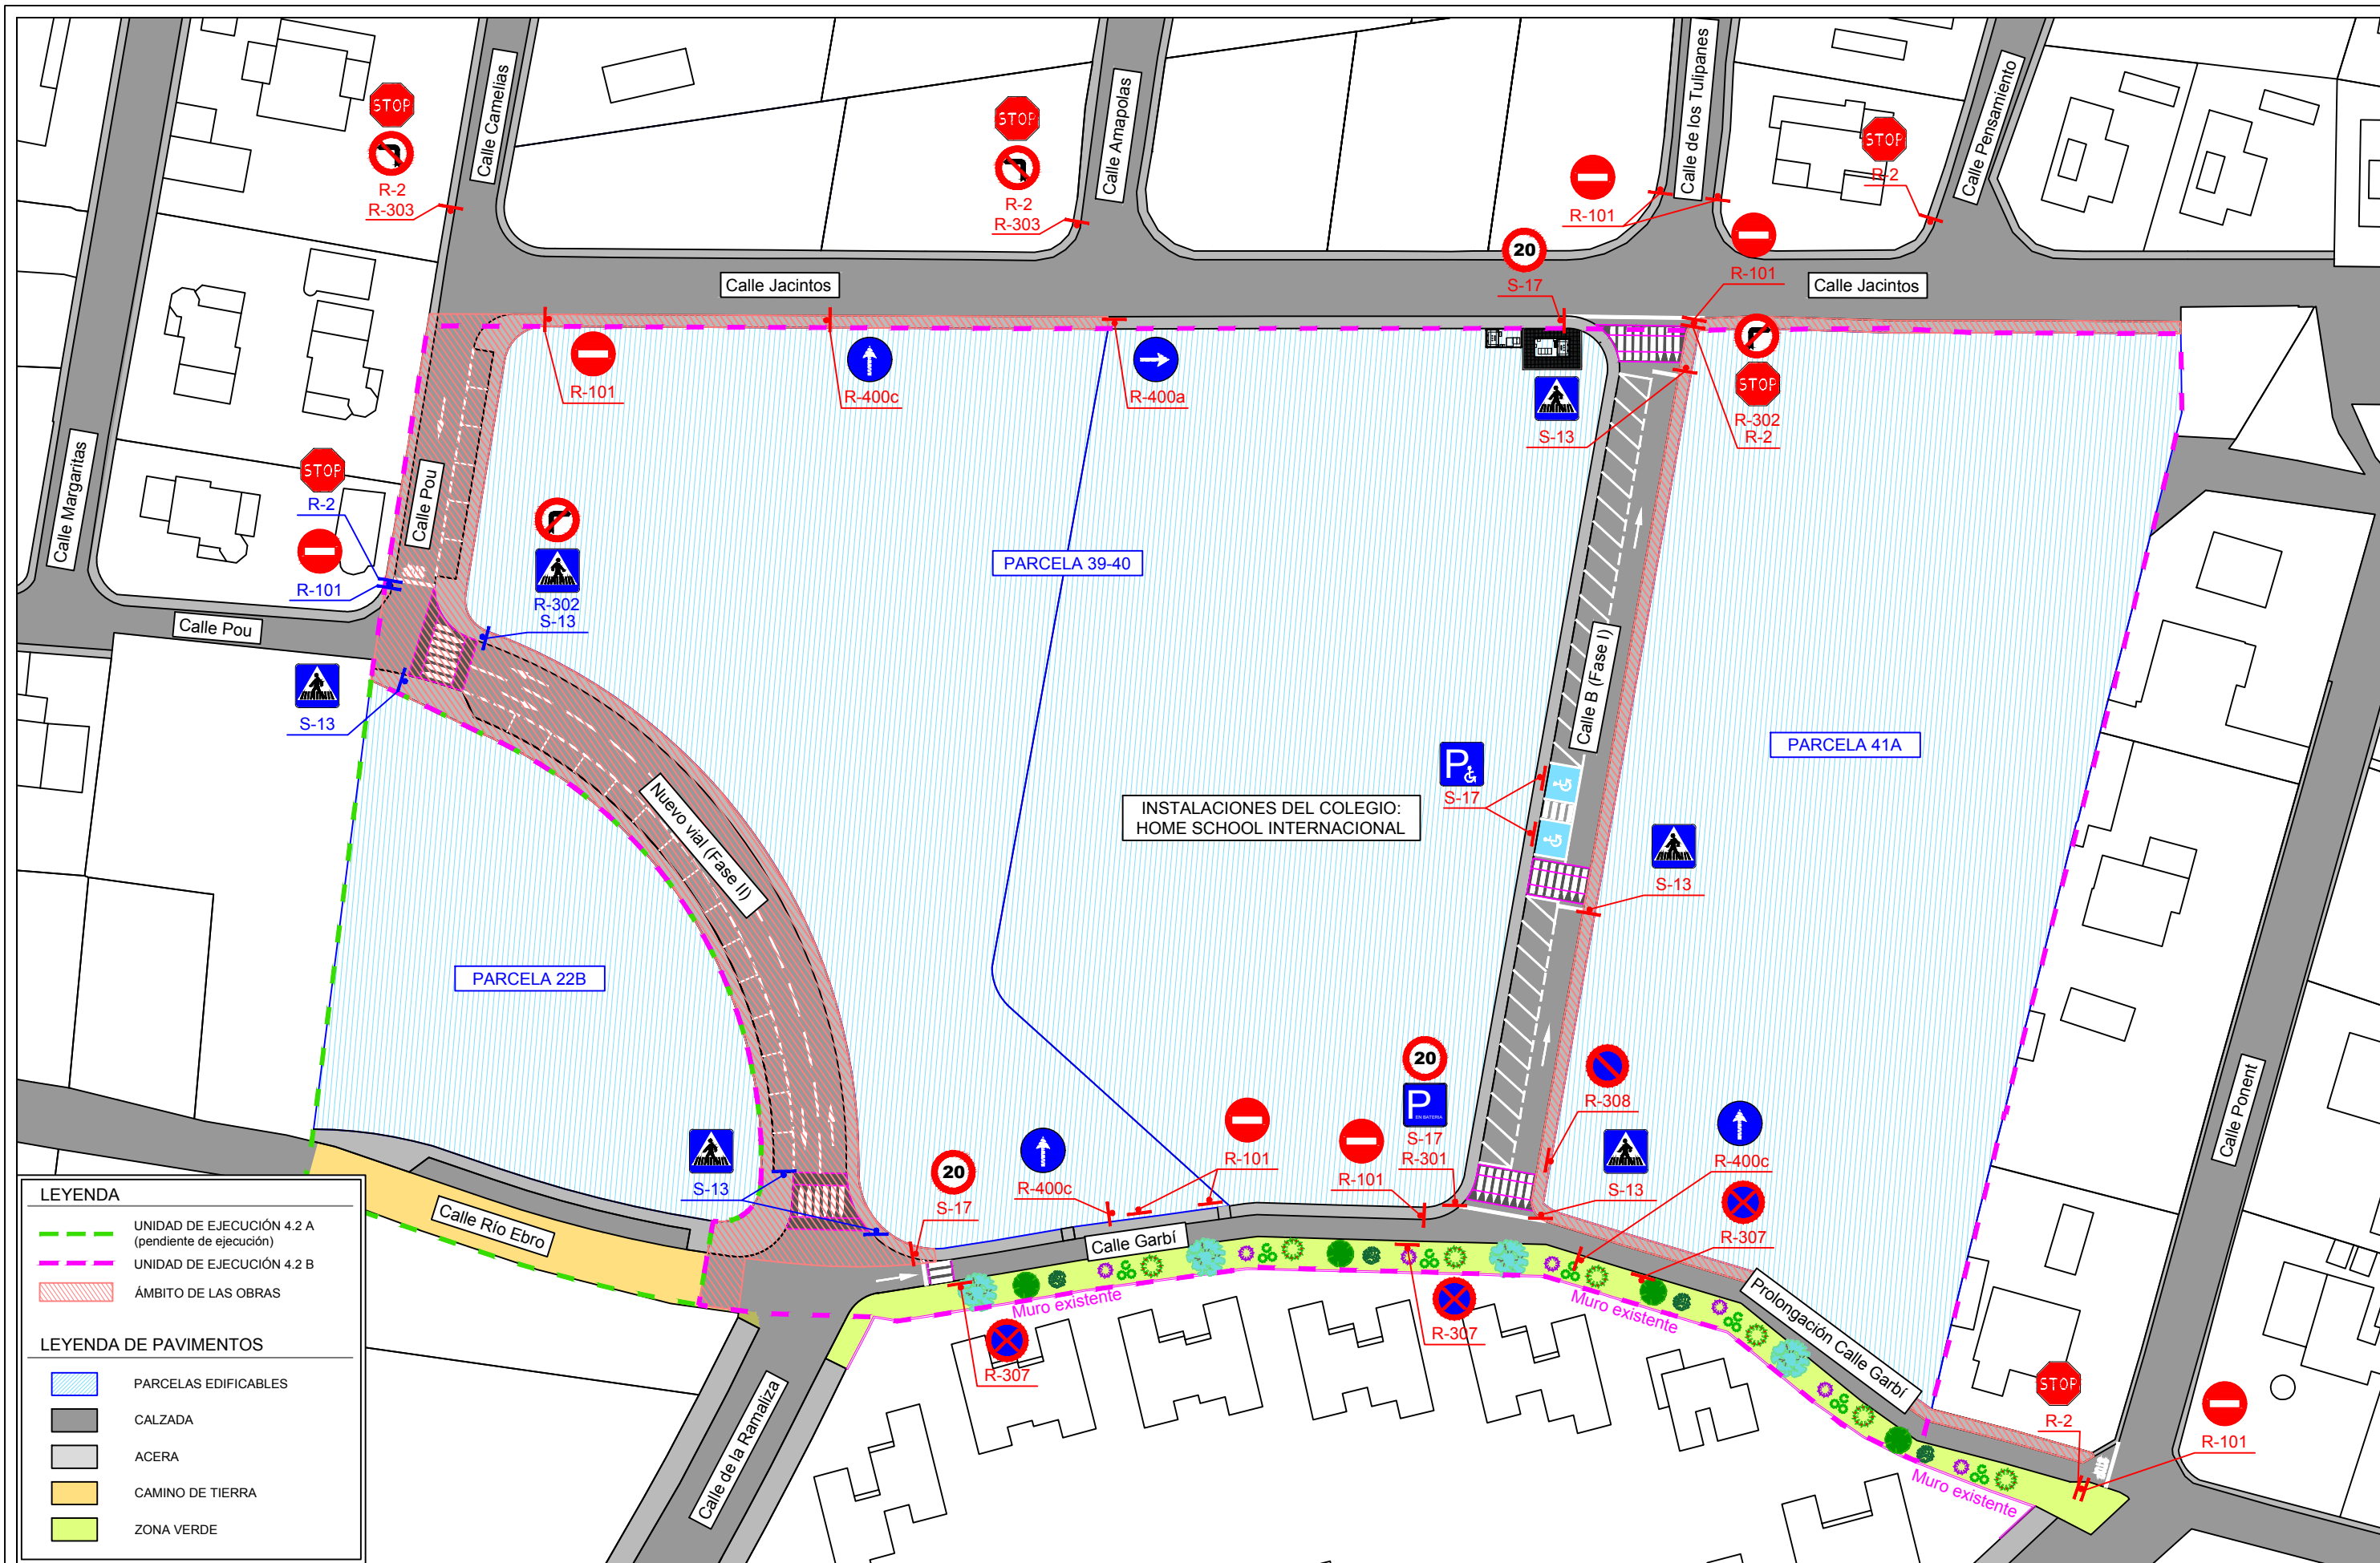 Calle Camelias
Calle Amapolas
Calle de los Tulipanes
Calle Pensamiento
STOP
R-2
R-303
STOP
R-2
R-303
R-101
STOP
R-2
20
S-17
R-101
Calle Jacintos
Calle Jacintos
R-101
R-400c
R-400a
S-13
STOP
R-302
R-2
Calle Margaritas
Calle Pou
STOP
R-2
R-101
R-302
S-13
Calle Pou
S-13
PARCELA 39-40
Calle B (Fase I)
PARCELA 41A
P
S-17
INSTALACIONES DEL COLEGIO:
HOME SCHOOL INTERNACIONAL
S-13
Nuevo vial (Fase II)
PARCELA 22B
20
P
EN BATERIA
S-17
R-301
R-308
S-13
R-400c
R-307
R-101
R-101
R-400c
20
S-17
S-13
Calle Ponent
Calle Río Ebro
Calle Garbí
Prolongación Calle Garbí
Muro existente
Muro existente
Muro existente
R-307
R-307
Calle de la Ramaliza
STOP
R-2
R-101
LEYENDA
UNIDAD DE EJECUCIÓN 4.2 A
(pendiente de ejecución)
UNIDAD DE EJECUCIÓN 4.2 B
ÁMBITO DE LAS OBRAS
LEYENDA DE PAVIMENTOS
PARCELAS EDIFICABLES
CALZADA
ACERA
CAMINO DE TIERRA
ZONA VERDE